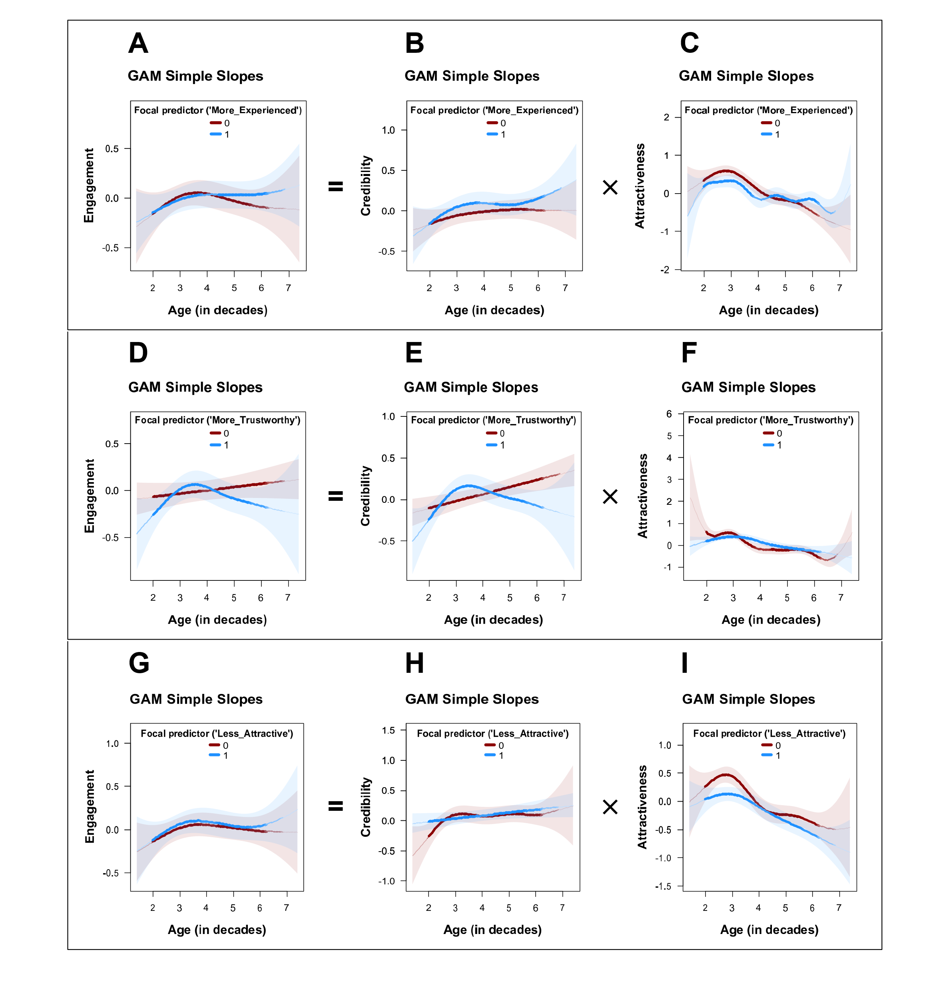 A B C
GAM Simple Slopes GAM Simple Slopes GAM Simple Slopes
Focal predictor ('More_Experienced') Focal predictor ('More_Experienced') Focal predictor ('More_Experienced')
0 0 0
1 1 1
Engagement
0.5
0.0
-0.5
2 3 4 5 6 7
Age (in decades)
=
Credibility
1.0
0.5
0.0
-0.5
2 3 4 5 6 7
Age (in decades)
×
Attractiveness
2
1
0
-1
-2
2 3 4 5 6 7
Age (in decades)
D E F
GAM Simple Slopes GAM Simple Slopes GAM Simple Slopes
Focal predictor ('More_Trustworthy') Focal predictor ('More_Trustworthy') Focal predictor ('More_Trustworthy')
0 0 0
1 1 1
Engagement
0.5
0.0
-0.5
2 3 4 5 6 7
Age (in decades)
=
Credibility
1.0
0.5
0.0
-0.5
2 3 4 5 6 7
Age (in decades)
×
Attractiveness
6
5
4
3
2
1
0
-1
2 3 4 5 6 7
Age (in decades)
G H I
GAM Simple Slopes GAM Simple Slopes GAM Simple Slopes
Focal predictor ('Less_Attractive') Focal predictor ('Less_Attractive') Focal predictor ('Less_Attractive')
0 0 0
1 1 1
Engagement
1.0
0.5
0.0
-0.5
2 3 4 5 6 7
Age (in decades)
=
Credibility
1.5
1.0
0.5
0.0
-0.5
-1.0
2 3 4 5 6 7
Age (in decades)
×
Attractiveness
1.0
0.5
0.0
-0.5
-1.0
-1.5
2 3 4 5 6 7
Age (in decades)